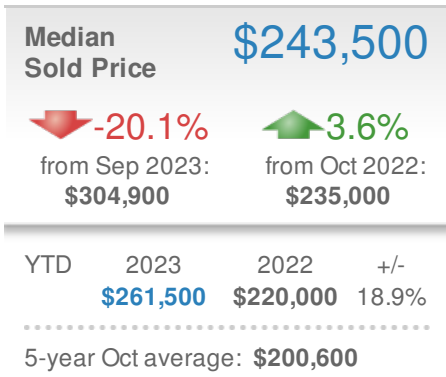 Median
Sold Price
$243,500
-20.1%
from Sep 2023:
$304,900
3.6%
from Oct 2022:
$235,000
YTD 2023 2022 +/-
$261,500 $220,000 18.9%
5-year Oct average: $200,600